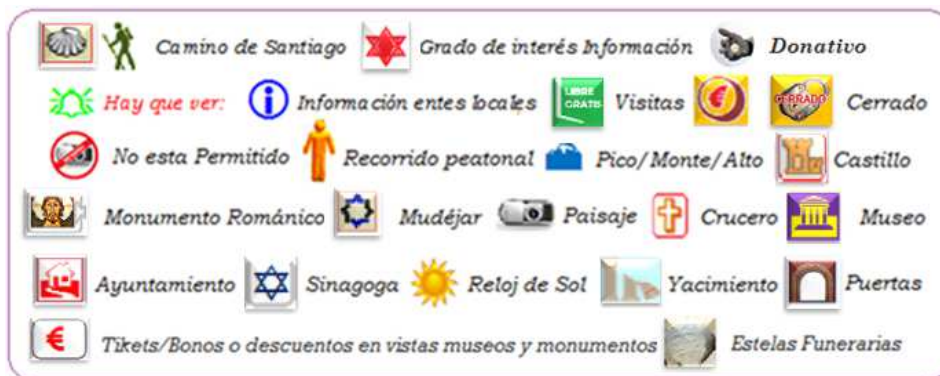 Camino de Santiago Grado de interés Información Donativo
Hay que ver: Información entes locales LIBRE GRATIS Visitas € CERRADO Cerrado
No esta Permitido Recorrido peatonal Pico/Monte/Alto Castillo
Monumento Románico Mudéjar Paisaje Crucero Museo
Ayuntamiento Sinagoga Reloj de Sol Yacimiento Puertas
€ Tikets/Bonos o descuentos en vistas museos y monumentos Estelas Funerarias